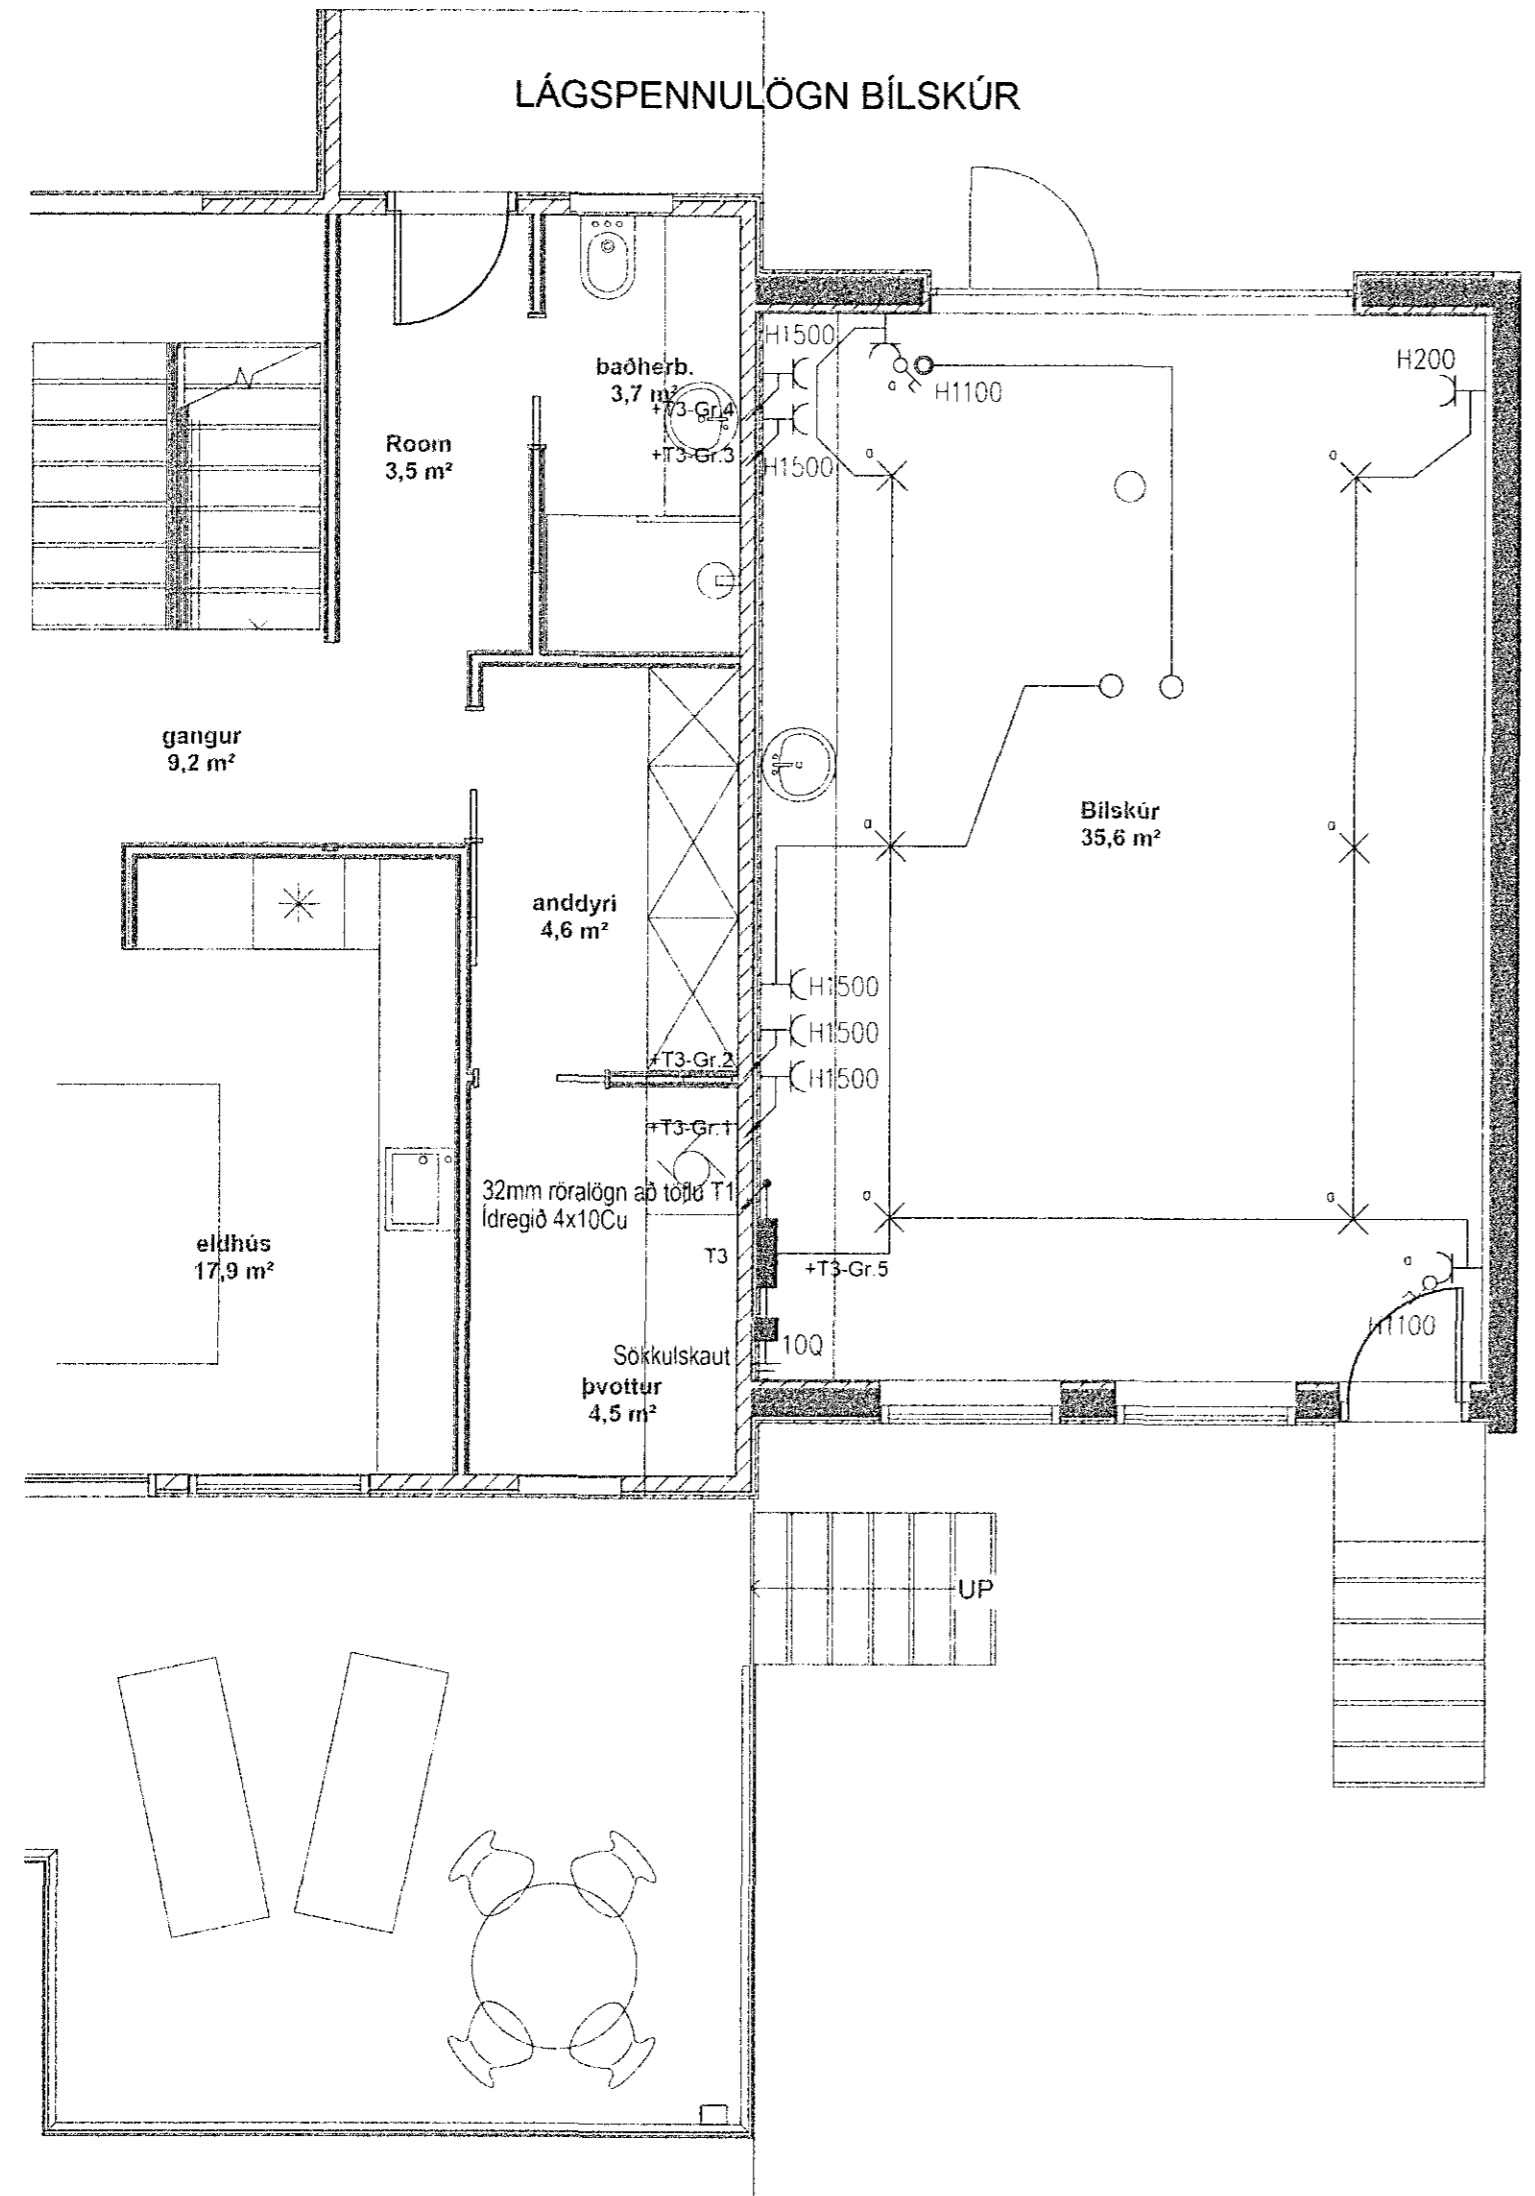 LÁGSPENNULÖGN BÍLSKÚR
H1500
H200
baðherb.
3,7 m²
a
H1100
+T3-Gr.4
Room
3,5 m²
+T3-Gr.3
H1500
a
a
gangur
9,2 m²
Bílskúr
35,6 m²
a
a
anddyri
4,6 m²
H1500
H1500
+T3-Gr.2
H1500
+T3-Gr.1
32mm röralögn að töflu T1
Ídregið 4x10Cu
a
a
eldhús
17,9 m²
T3
+T3-Gr.5
a
H1100
10Q
Sökkulskaut
þvottur
4,5 m²
UP